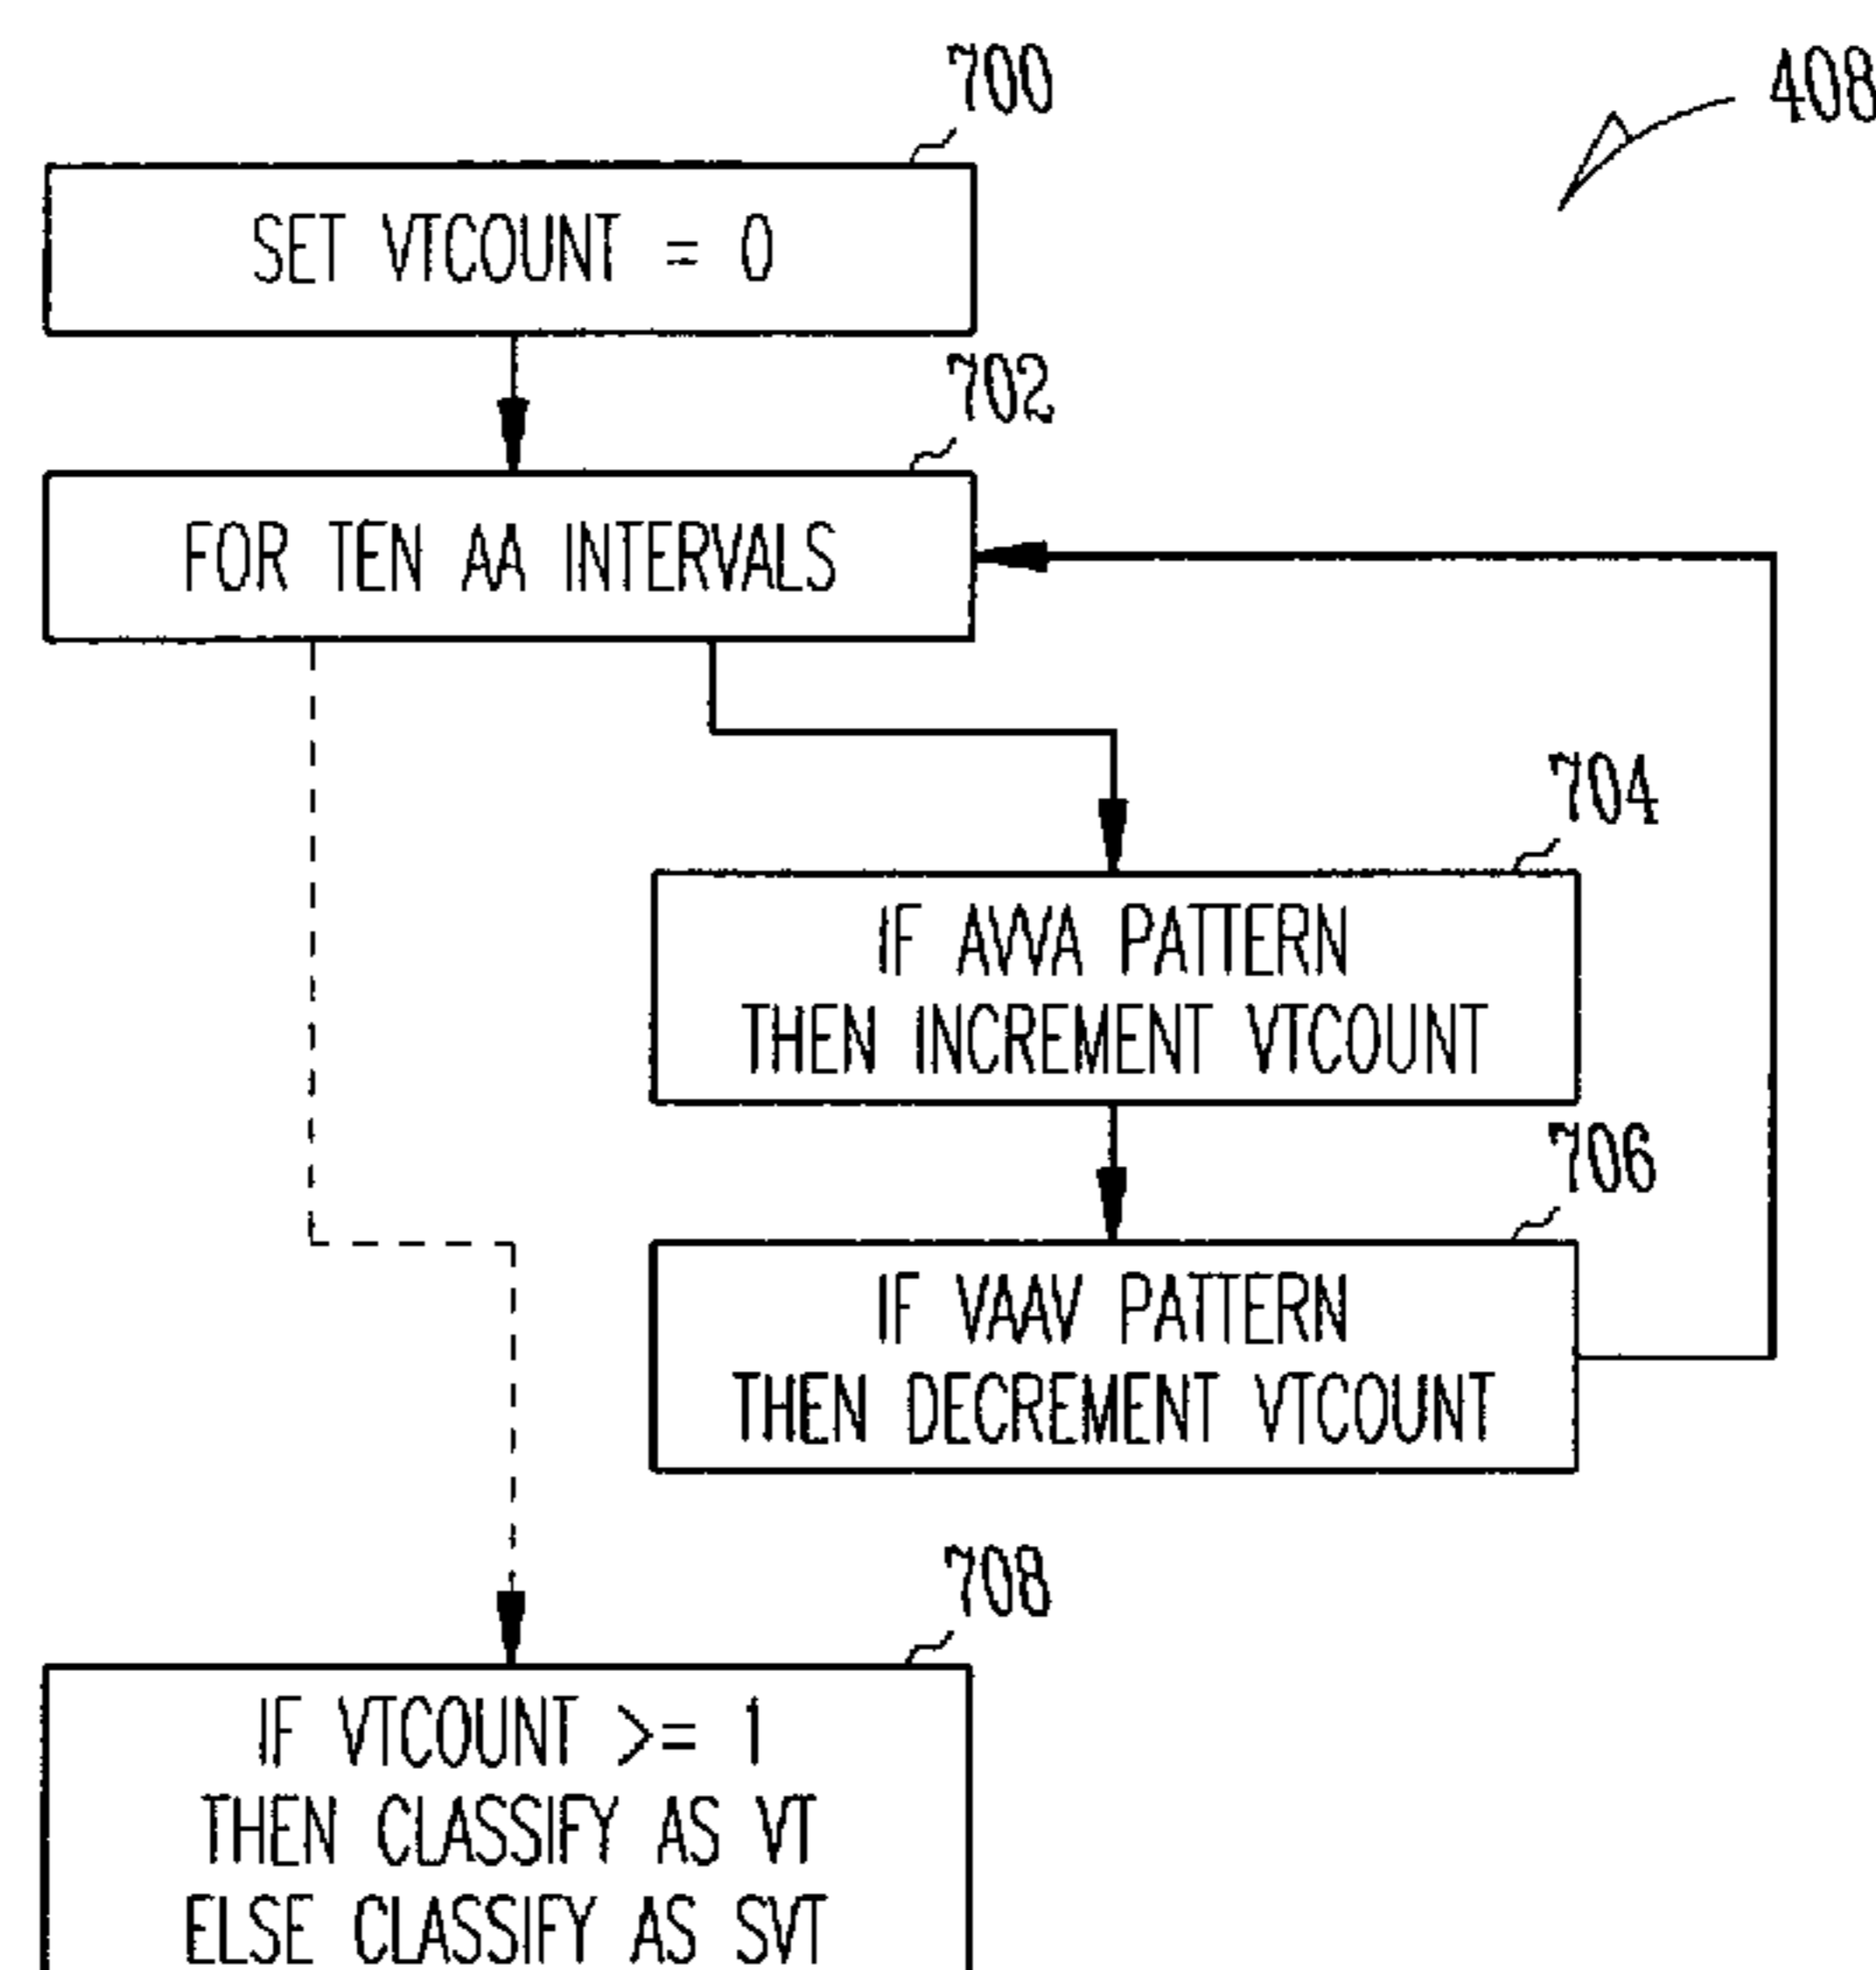 700
408
SET VTCOUNT = 0
702
FOR TEN AA INTERVALS
704
IF AVVA PATTERN
THEN INCREMENT VTCOUNT
706
IF VAAV PATTERN
THEN DECREMENT VTCOUNT
708
IF VTCOUNT >= 1
THEN CLASSIFY AS VT
ELSE CLASSIFY AS SVT